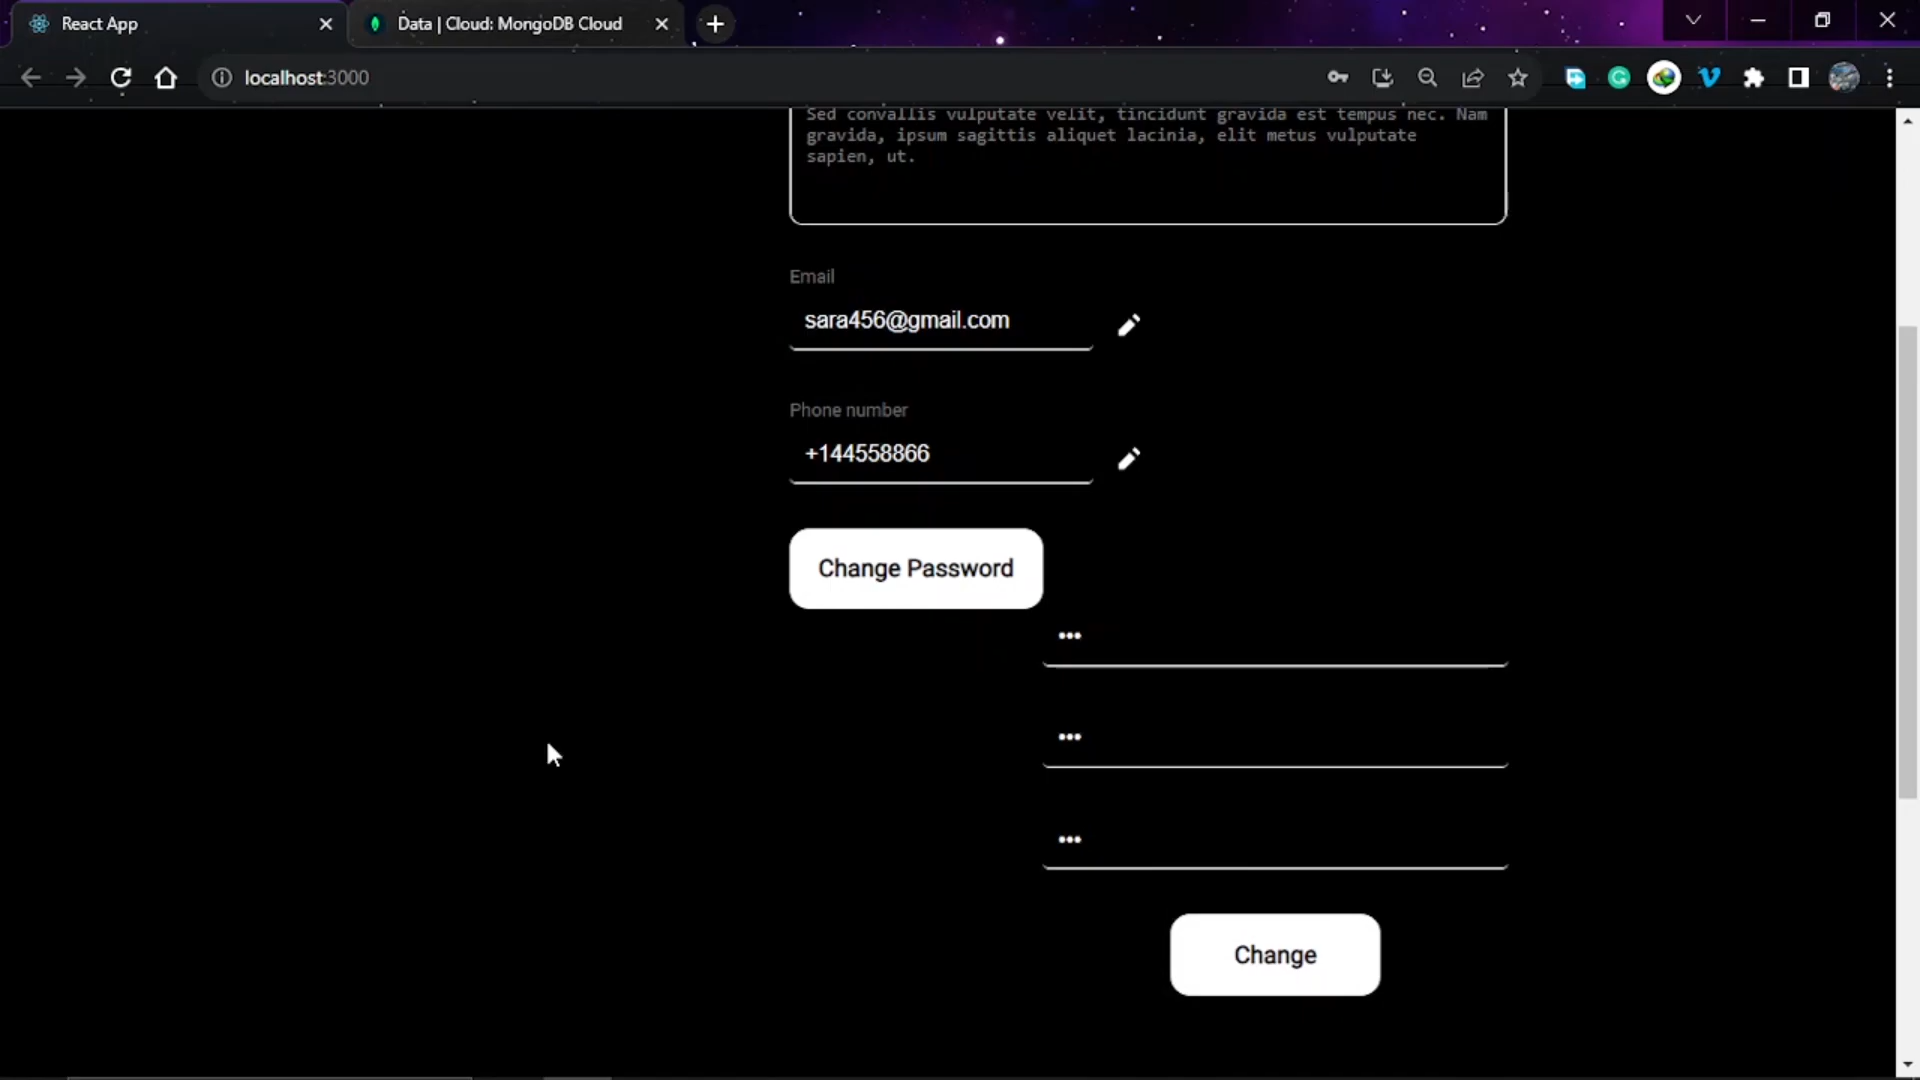 React App
Data | Cloud: MongoDB Cloud
localhost:3000
Sed convallis vulputate velit, tincidunt gravida est tempus nec. Nam
gravida, ipsum sagittis aliquet lacinia, elit metus vulputate
sapien, ut.
Email
sara456@gmail.com
Phone number
+144558866
Change Password
•••
•••
•••
Change